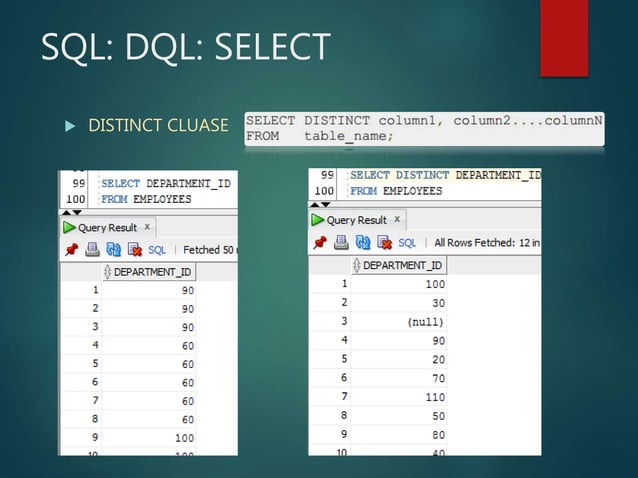 SQL: DQL: SELECT
DISTINCT CLUASE
SELECT DISTINCT column1, column2....columnN
FROM table_name;
99 SELECT DEPARTMENT_ID
100 FROM EMPLOYEES
Query Result x
SQL | Fetched 50
DEPARTMENT_ID
1 90
2 90
3 90
4 60
5 60
6 60
7 60
8 60
9 100
10 100
99 SELECT DISTINCT DEPARTMENT_ID
100 FROM EMPLOYEES
Query Result x
SQL | All Rows Fetched: 12 in
DEPARTMENT_ID
1 100
2 30
3 (null)
4 90
5 20
6 70
7 110
8 50
9 80
10 40